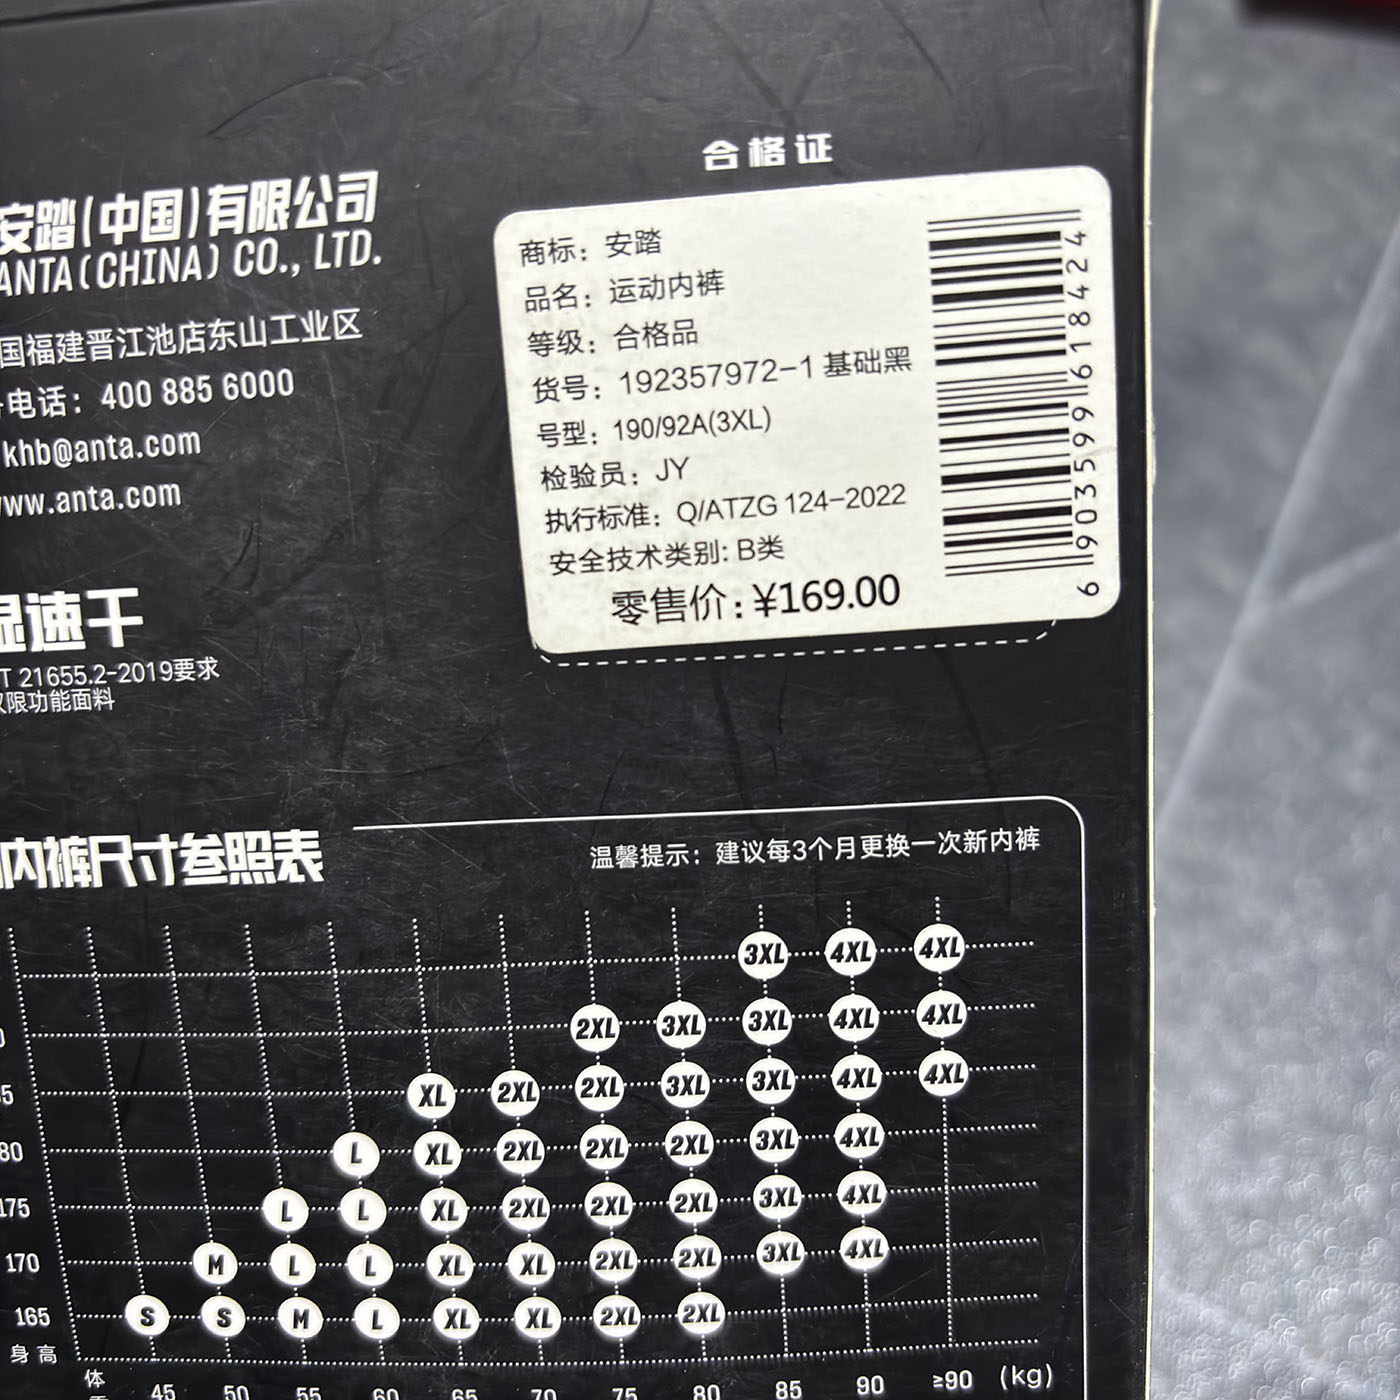 合格证
安踏(中国)有限公司
ANTA(CHINA) CO., LTD.
国福建晋江池店东山工业区
电话：400 885 6000
khb@anta.com
www.anta.com
商标：安踏
品名：运动内裤
等级：合格品
货号：192357972-1 基础黑
号型：190/92A(3XL)
检验员：JY
执行标准：Q/ATZG 124-2022
安全技术类别: B类
零售价: ¥169.00
6 903599 618424
湿速干
T 21655.2-2019要求
仅限功能面料
内裤尺寸参照表
温馨提示：建议每3个月更换一次新内裤
3XL 4XL 4XL
0 2XL 3XL 3XL 4XL 4XL
85 XL 2XL 2XL 3XL 3XL 4XL 4XL
80 L XL 2XL 2XL 2XL 3XL 4XL
175 L L XL 2XL 2XL 2XL 3XL 4XL
170 M L L XL XL 2XL 2XL 3XL 4XL
165 S S M L XL XL 2XL 2XL
身高
体 45 50 55 60 65 70 75 80 85 90 ≥90 (kg)